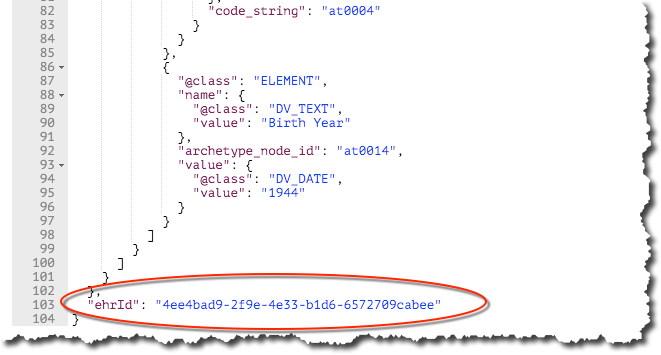 82 "code_string": "at0004"
83 }
84 }
85 },
86 {
87 "@class": "ELEMENT",
88 "name": {
89 "@class": "DV_TEXT",
90 "value": "Birth Year"
91 },
92 "archetype_node_id": "at0014",
93 "value": {
94 "@class": "DV_DATE",
95 "value": "1944"
96 }
97 }
98 ]
99 }
100 ]
101 }
102 },
103 "ehrId": "4ee4bad9-2f9e-4e33-b1d6-6572709cabee"
104 }